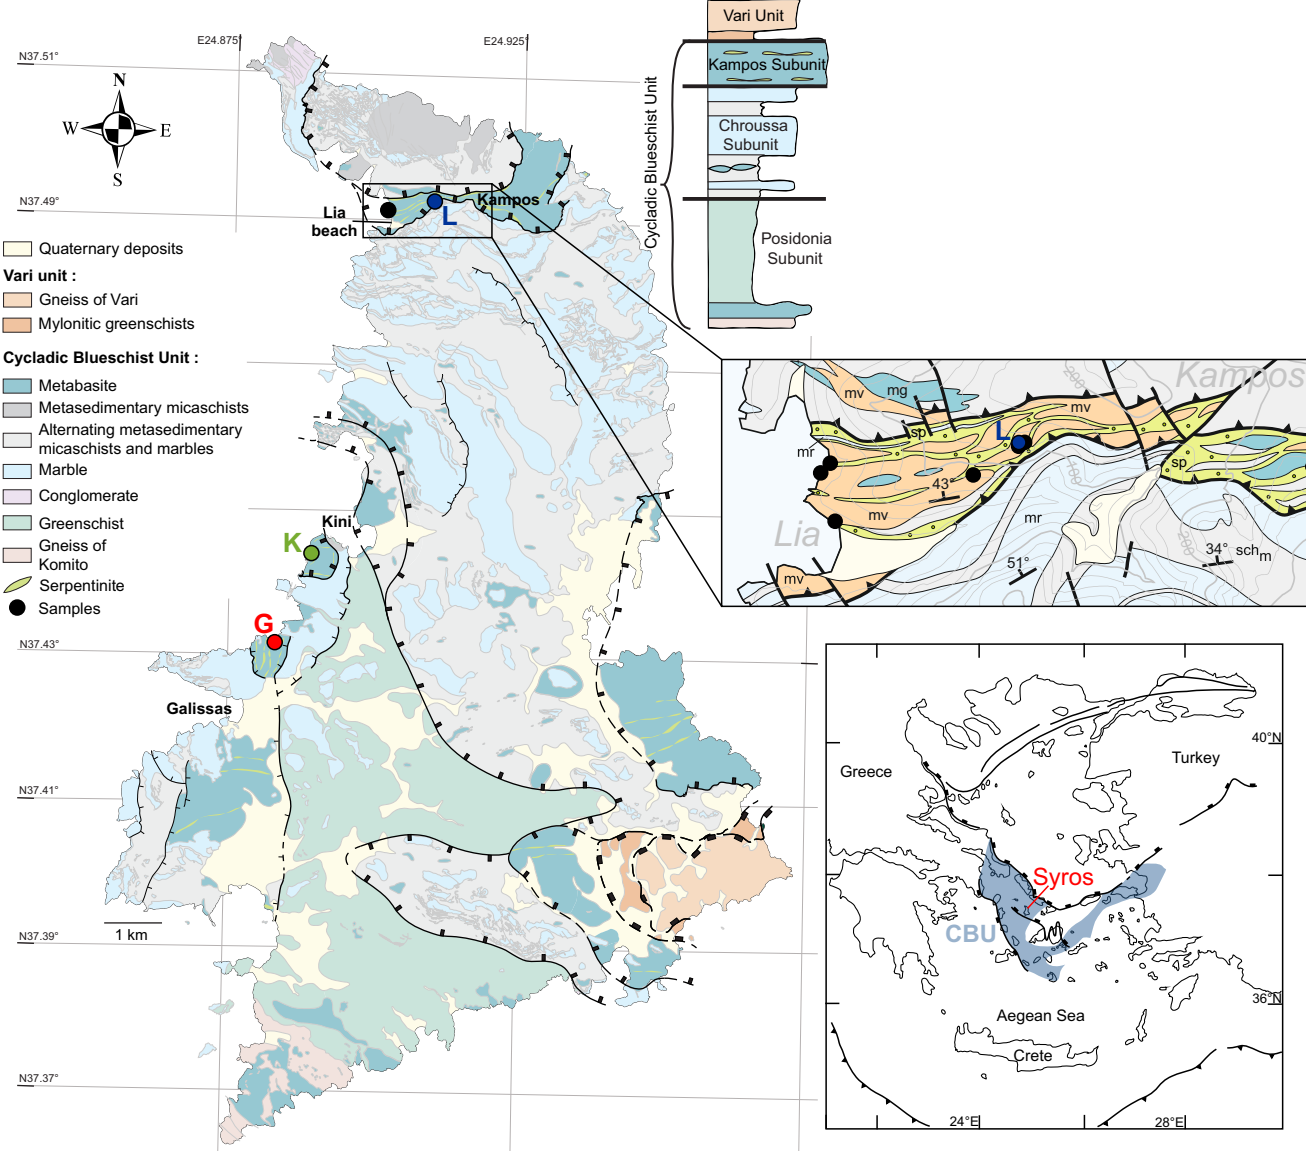 E24.875°
E24.925°
N37.51°
N
W
E
S
N37.49°
Kampos
Lia
beach
L
Vari Unit
Kampos Subunit
Chroussa
Subunit
Posidonia
Subunit
Cycladic Blueschist Unit
Quaternary deposits
Vari unit :
Gneiss of Vari
Mylonitic greenschists
Cycladic Blueschist Unit :
Metabasite
Metasedimentary micaschists
Alternating metasedimentary
micaschists and marbles
Marble
Conglomerate
Greenschist
Gneiss of
Komito
Serpentinite
Samples
Kini
K
G
N37.43°
Galissas
N37.41°
1 km
N37.39°
N37.37°
Kampos
200
mv
mg
mv
sp
L
mr
sp
43°
mv
mr
Lia
100
200
51°
34°
schm
mv
40°N
Greece
Turkey
Syros
CBU
36°N
Aegean Sea
Crete
24°E
28°E